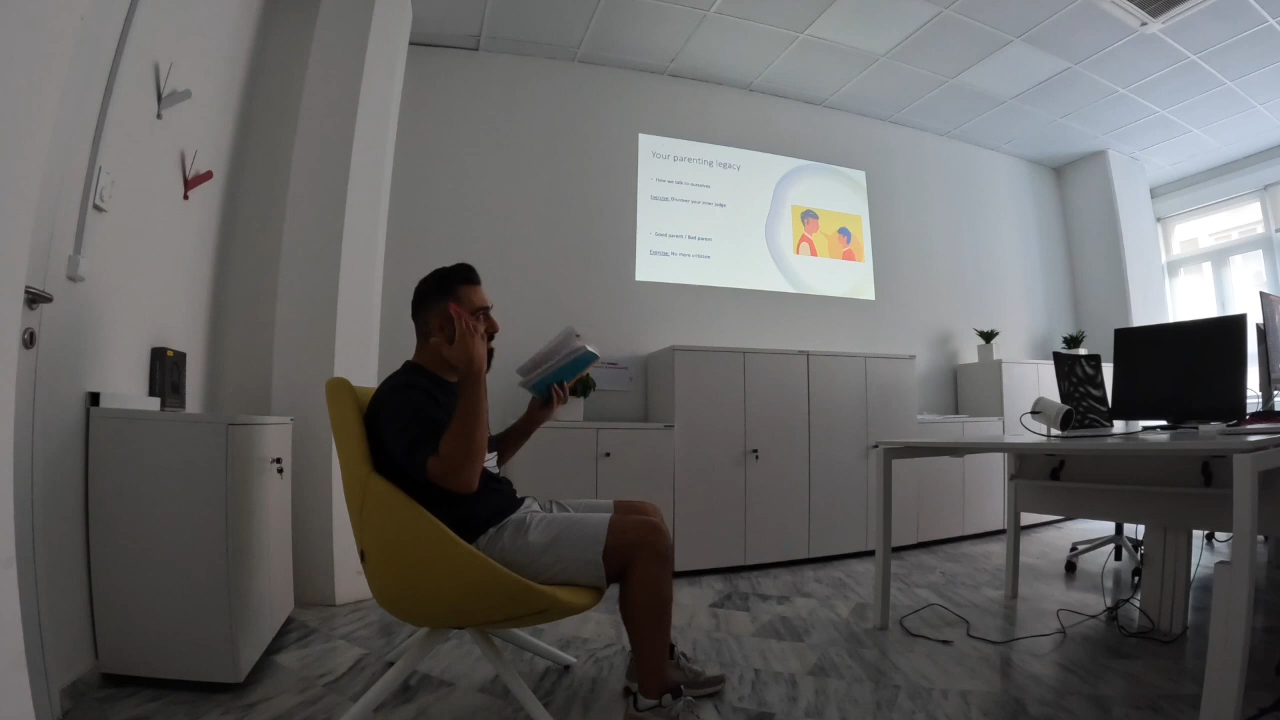 Your parenting legacy
• How we talk to ourselves
Exercise: Discover your inner judge
• Good parent / Bad parent
Exercise: No more criticism